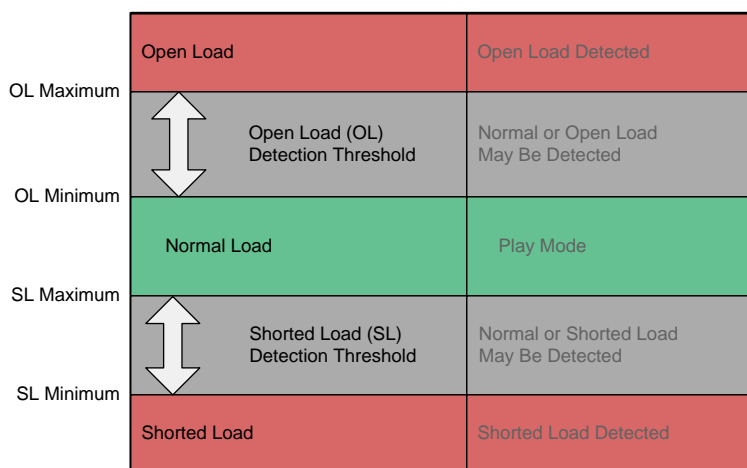 Open Load
Open Load Detected
OL Maximum
Open Load (OL)
Detection Threshold
Normal or Open Load
May Be Detected
OL Minimum
Normal Load
Play Mode
SL Maximum
Shorted Load (SL)
Detection Threshold
Normal or Shorted Load
May Be Detected
SL Minimum
Shorted Load
Shorted Load Detected